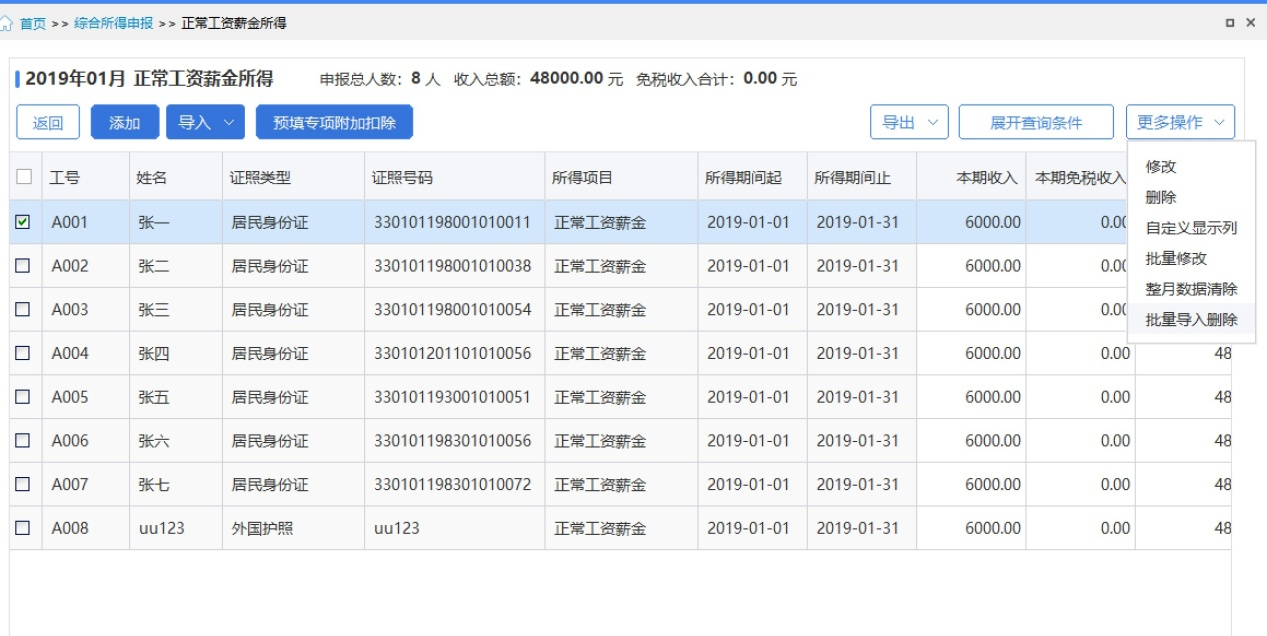 首页 >> 综合所得申报 >> 正常工资薪金所得
2019年01月 正常工资薪金所得 申报总人数: 8 人 收入总额: 48000.00 元 免税收入合计: 0.00 元
返回 添加 导入 预填专项附加扣除 导出 展开查询条件 更多操作
工号 姓名 证照类型 证照号码 所得项目 所得期间起 所得期间止 本期收入 本期免税收入
A001 张一 居民身份证 330101198001010011 正常工资薪金 2019-01-01 2019-01-31 6000.00 0.00
A002 张二 居民身份证 330101198001010038 正常工资薪金 2019-01-01 2019-01-31 6000.00 0.00
A003 张三 居民身份证 330101198001010054 正常工资薪金 2019-01-01 2019-01-31 6000.00 0.00
A004 张四 居民身份证 330101201101010056 正常工资薪金 2019-01-01 2019-01-31 6000.00 0.00 48
A005 张五 居民身份证 330101193001010051 正常工资薪金 2019-01-01 2019-01-31 6000.00 0.00 48
A006 张六 居民身份证 330101198301010056 正常工资薪金 2019-01-01 2019-01-31 6000.00 0.00 48
A007 张七 居民身份证 330101198301010072 正常工资薪金 2019-01-01 2019-01-31 6000.00 0.00 48
A008 uu123 外国护照 uu123 正常工资薪金 2019-01-01 2019-01-31 6000.00 0.00 48
修改
删除
自定义显示列
批量修改
整月数据清除
批量导入删除